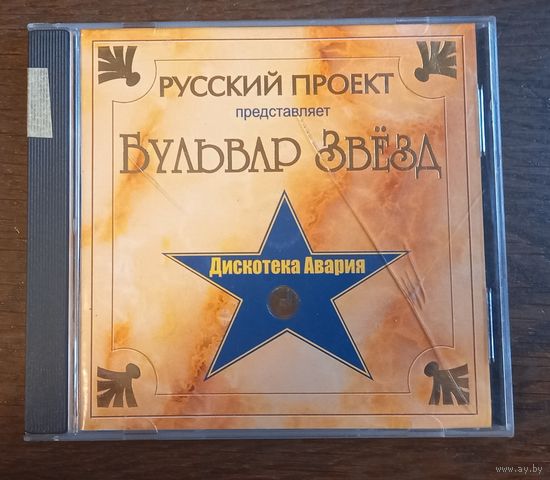 РУССКИЙ ПРОЕКТ
представляет
БУЛЬВАР ЗВЁЗД
Дискотека Авария
www.ay.by